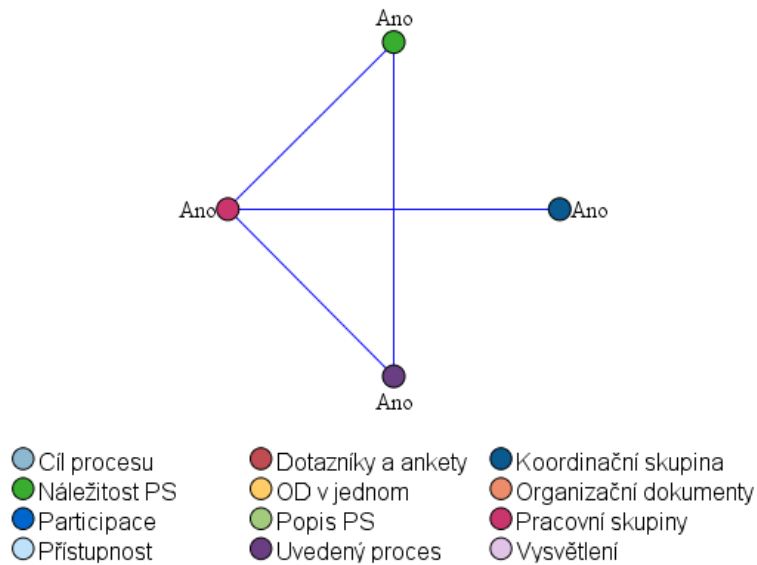 Ano
Ano
Ano
Ano
Cíl procesu
Dotazníky a ankety
Koordinační skupina
Náležitost PS
OD v jednom
Organizační dokumenty
Participace
Popis PS
Pracovní skupiny
Přístupnost
Uvedený proces
Vysvětlení